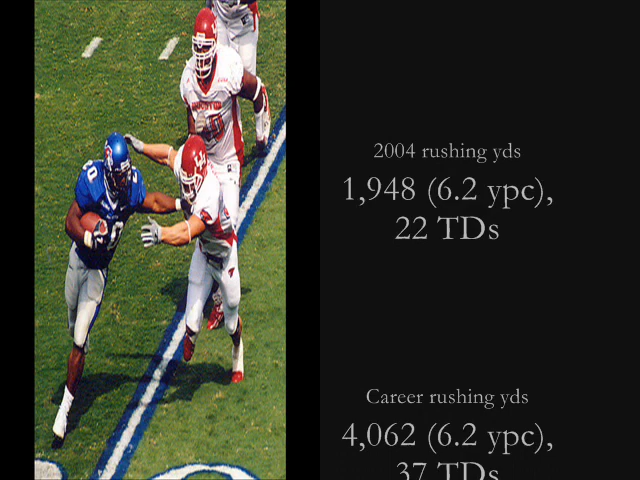 2004 rushing yds
1,948 (6.2 ypc),
22 TDs
Career rushing yds
4,062 (6.2 ypc),
37 TDs
20